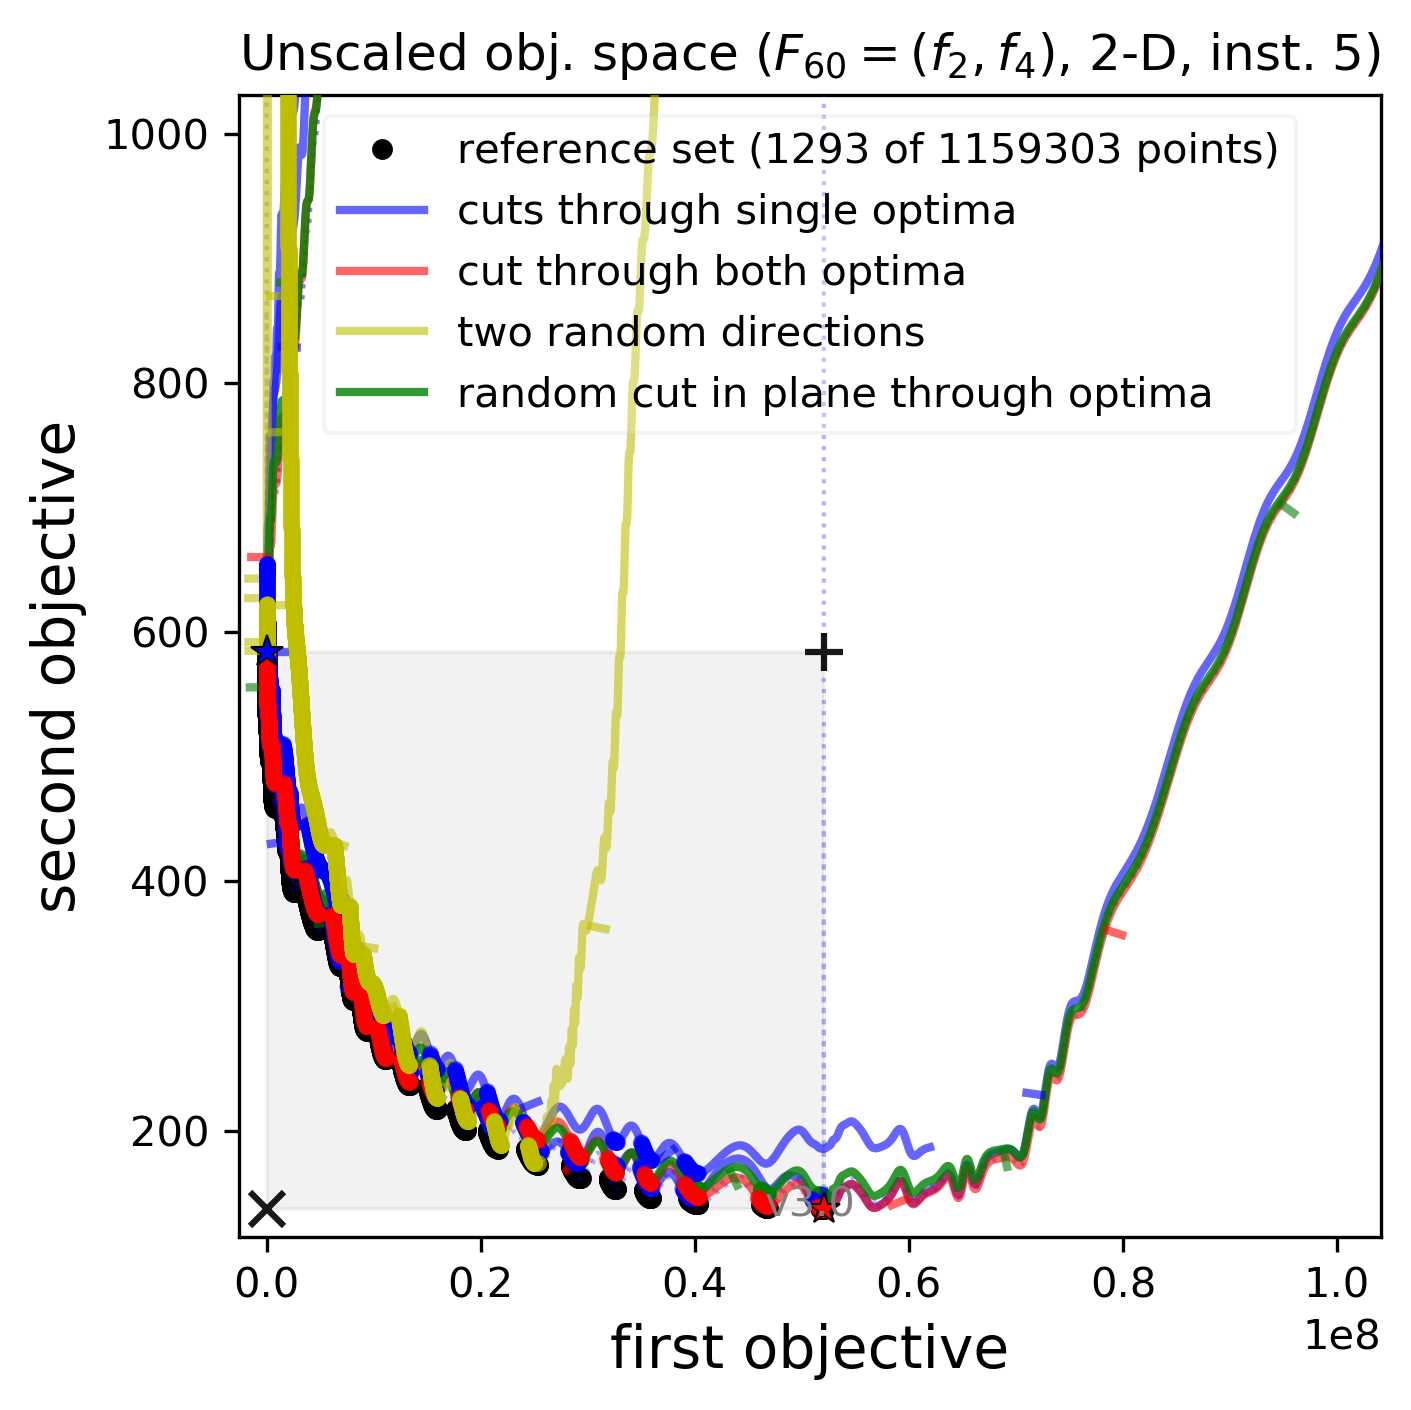 Unscaled obj. space (F60 = (f2, f4), 2-D, inst. 5)
reference set (1293 of 1159303 points)
cuts through single optima
cut through both optima
two random directions
random cut in plane through optima
1000
800
600
400
200
second objective
0.0 0.2 0.4 0.6 0.8 1.0
1e8
first objective